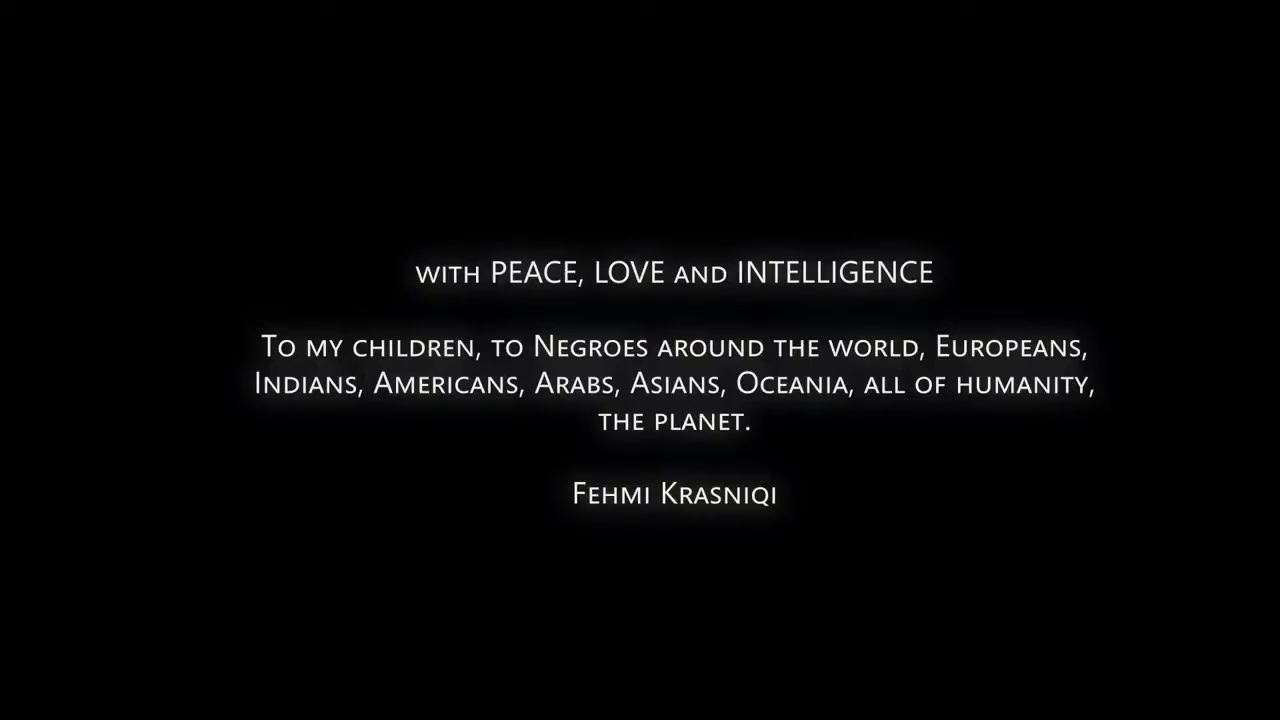 with PEACE, LOVE and INTELLIGENCE
To my children, to Negroes around the world, Europeans,
Indians, Americans, Arabs, Asians, Oceania, all of humanity,
the planet.
Fehmi Krasniqi